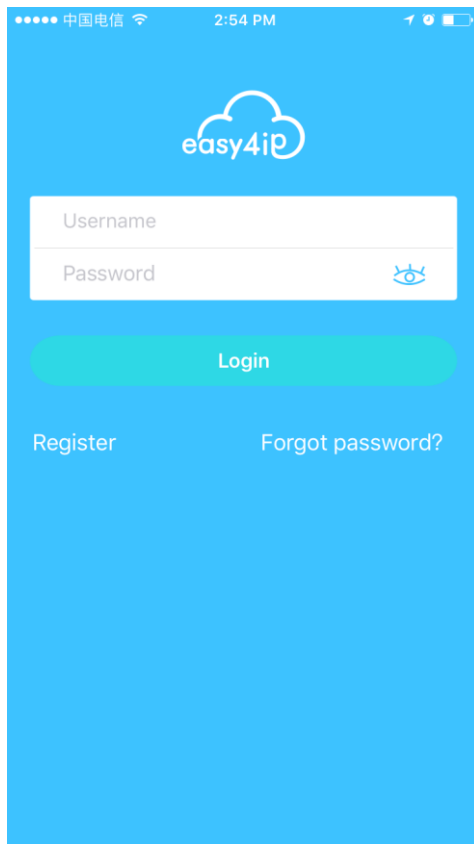 中国电信 2:54 PM
easy4ip
Username
Password
Login
Register Forgot password?